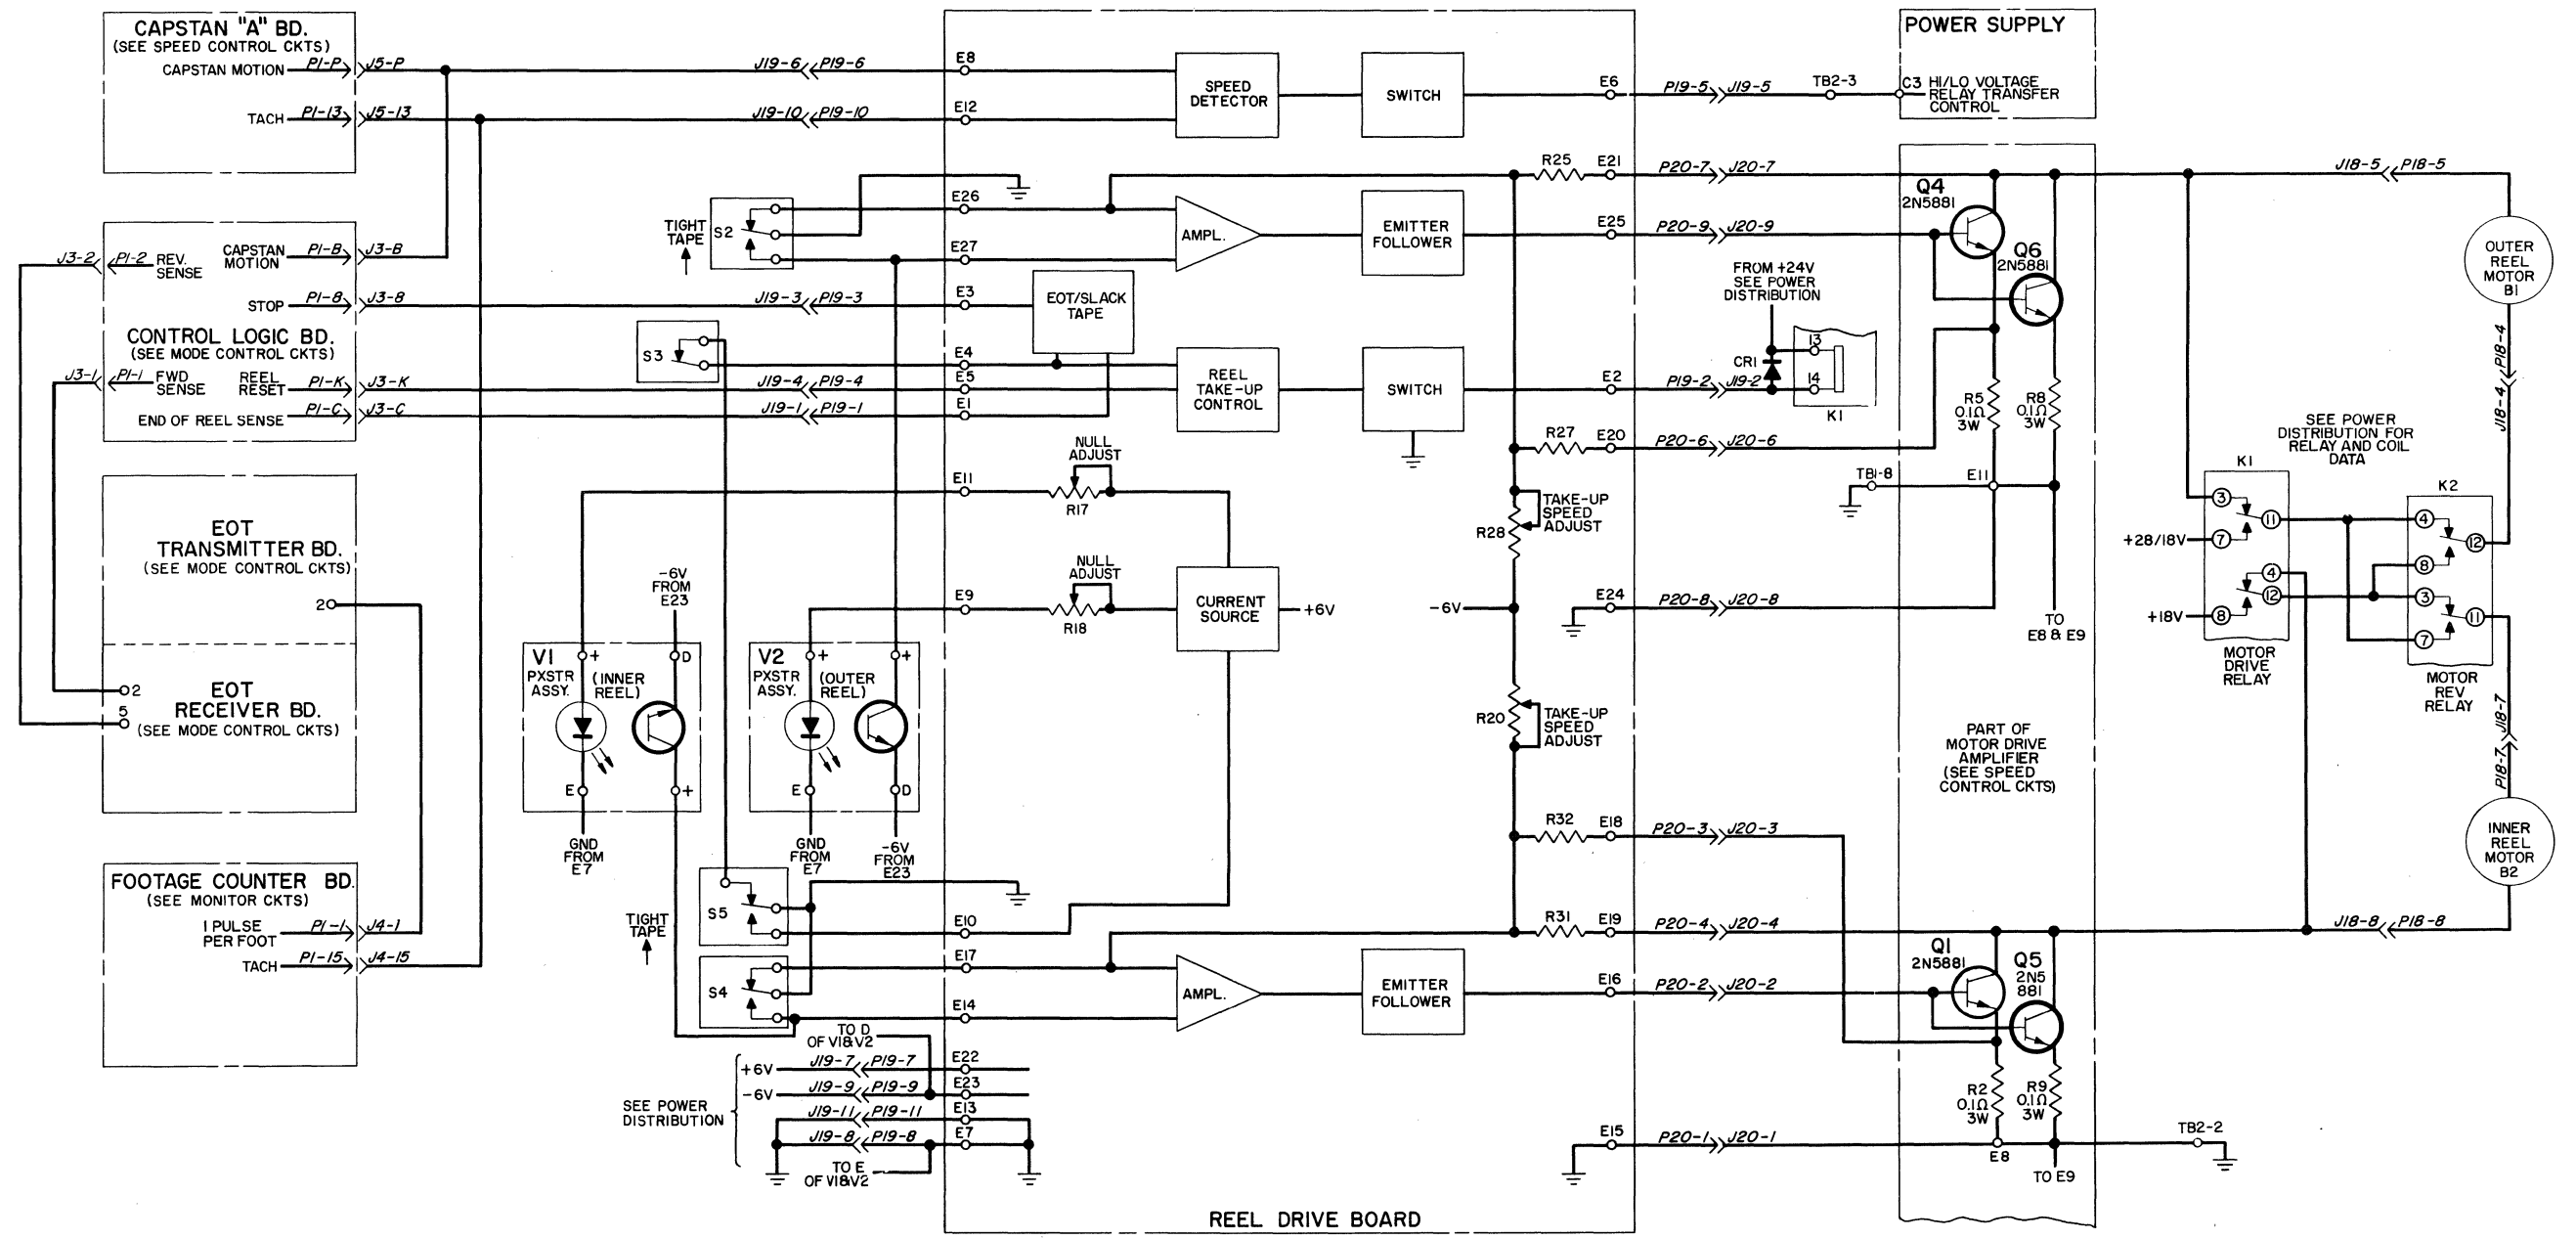 CAPSTAN "A" BD.
(SEE SPEED CONTROL CKTS)
CAPSTAN MOTION P1-P J5-P
TACH P1-13 J5-13
J19-6 P19-6 E8
J19-10 P19-10 E12
SPEED
DETECTOR
SWITCH
E6 P19-5 J19-5 TB2-3
POWER SUPPLY
C3 HI/LO VOLTAGE
RELAY TRANSFER
CONTROL
J3-2 P1-2 REV.
SENSE
CAPSTAN
MOTION P1-B J3-B
STOP P1-8 J3-8
CONTROL LOGIC BD.
(SEE MODE CONTROL CKTS)
J3-1 P1-1 FWD
SENSE
REEL
RESET P1-K J3-K
END OF REEL SENSE P1-C J3-C
TIGHT
TAPE
S2
E26
E27
AMPL.
EMITTER
FOLLOWER
R25 E21 P20-7 J20-7
E25 P20-9 J20-9
J19-3 P19-3 E3
EOT/SLACK
TAPE
S3
E4
J19-4 P19-4 E5
J19-1 P19-1 E1
REEL
TAKE-UP
CONTROL
SWITCH
E2 P19-2 J19-2
FROM +24V
SEE POWER
DISTRIBUTION
CR1
13
14
K1
R27 E20 P20-6 J20-6
Q4
2N5881
Q6
2N5881
R5
0.1Ω
3W
R8
0.1Ω
3W
TB1-8 E11
TO
E8 & E9
J18-5 P18-5
OUTER
REEL
MOTOR
B1
J18-4 P18-4
SEE POWER
DISTRIBUTION FOR
RELAY AND COIL
DATA
K1
3
11
+28/18V 7
4
12
+18V 8
MOTOR
DRIVE
RELAY
K2
4
12
8
3
11
7
MOTOR
REV
RELAY
P18-7 J18-7
INNER
REEL
MOTOR
B2
J18-8 P18-8
EOT
TRANSMITTER BD.
(SEE MODE CONTROL CKTS)
2
EOT
RECEIVER BD.
(SEE MODE CONTROL CKTS)
2
5
E11
NULL
ADJUST
R17
E9
NULL
ADJUST
R18
CURRENT
SOURCE
+6V
-6V
FROM
E23
V1
PXSTR
ASSY.
(INNER
REEL)
+
D
E
+
GND
FROM
E7
V2
PXSTR
ASSY.
(OUTER
REEL)
+
+
E
D
GND
FROM
E7
-6V
FROM
E23
R28
TAKE-UP
SPEED
ADJUST
-6V
E24 P20-8 J20-8
R20
TAKE-UP
SPEED
ADJUST
R32 E18 P20-3 J20-3
R31 E19 P20-4 J20-4
PART OF
MOTOR DRIVE
AMPLIFIER
(SEE SPEED
CONTROL CKTS)
FOOTAGE COUNTER BD.
(SEE MONITOR CKTS)
1 PULSE
PER FOOT P1-1 J4-1
TACH P1-15 J4-15
TIGHT
TAPE
S5
E10
S4
E17
E14
AMPL.
EMITTER
FOLLOWER
E16 P20-2 J20-2
Q1
2N5881
Q5
2N5
881
R2
0.1Ω
3W
R9
0.1Ω
3W
TO D
OF V1&V2
+6V J19-7 P19-7 E22
-6V J19-9 P19-9 E23
J19-11 P19-11 E13
J19-8 P19-8 E7
SEE POWER
DISTRIBUTION
TO E
OF V1&V2
E15 P20-1 J20-1
E8
TO E9
TB2-2
REEL DRIVE BOARD